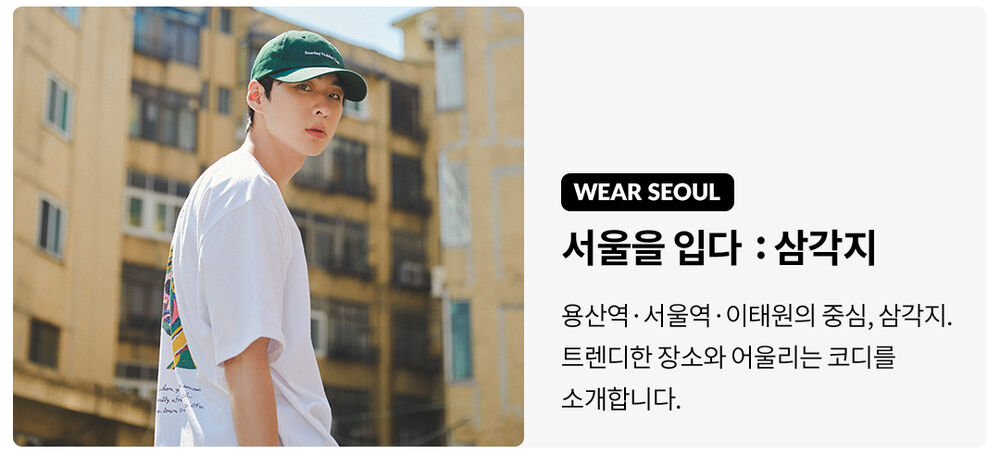 WEAR SEOUL
서울을 입다 : 삼각지
용산역·서울역·이태원의 중심, 삼각지.
트렌디한 장소와 어울리는 코디를
소개합니다.